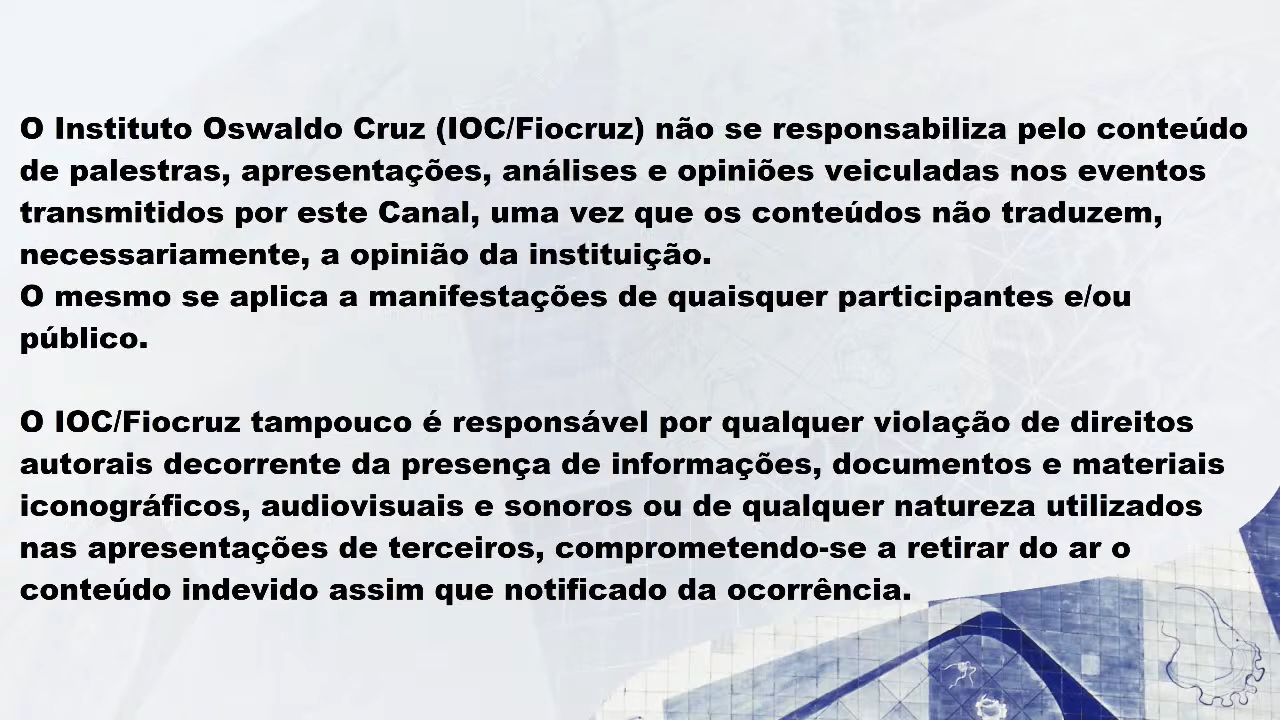 O Instituto Oswaldo Cruz (IOC/Fiocruz) não se responsabiliza pelo conteúdo
de palestras, apresentações, análises e opiniões veiculadas nos eventos
transmitidos por este Canal, uma vez que os conteúdos não traduzem,
necessariamente, a opinião da instituição.
O mesmo se aplica a manifestações de quaisquer participantes e/ou
público.
O IOC/Fiocruz tampouco é responsável por qualquer violação de direitos
autorais decorrente da presença de informações, documentos e materiais
iconográficos, audiovisuais e sonoros ou de qualquer natureza utilizados
nas apresentações de terceiros, comprometendo-se a retirar do ar o
conteúdo indevido assim que notificado da ocorrência.